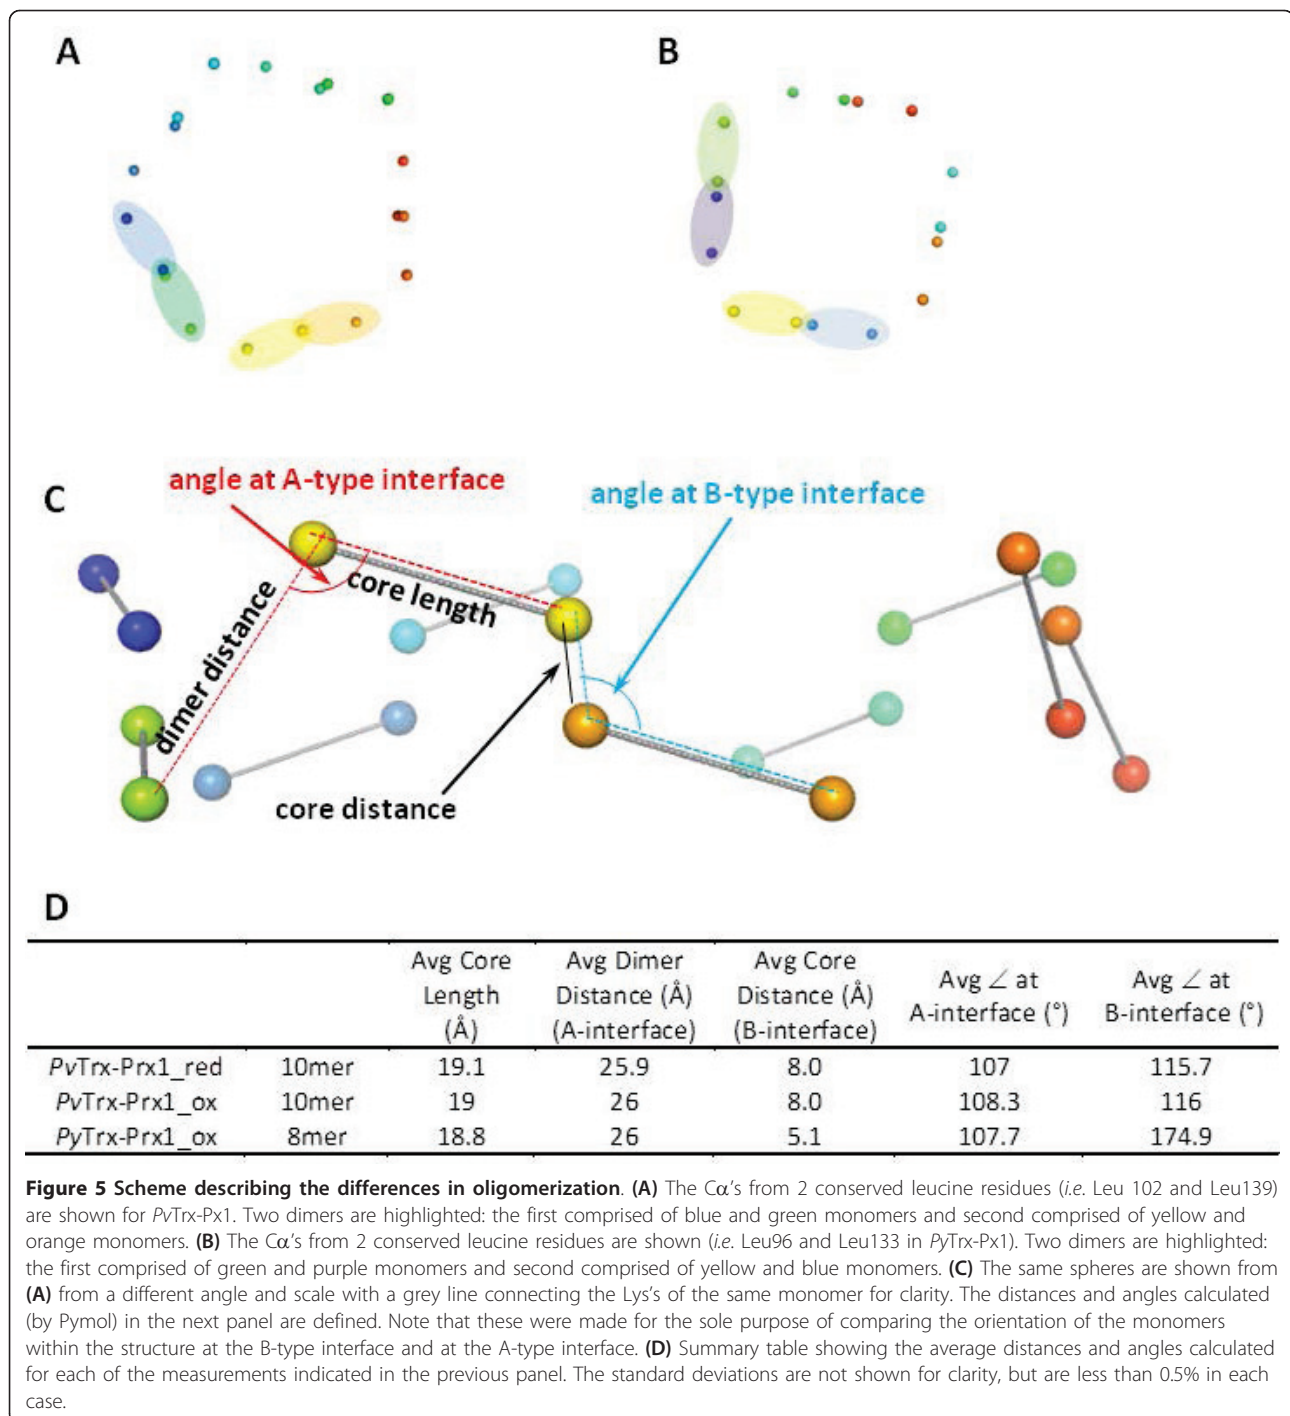 A
B
C
angle at A-type interface
angle at B-type interface
core length
dimer distance
core distance
D
Avg Core Length (Å)
Avg Dimer Distance (Å) (A-interface)
Avg Core Distance (Å) (B-interface)
Avg ∠ at A-interface (°)
Avg ∠ at B-interface (°)
PvTrx-Prx1_red 10mer 19.1 25.9 8.0 107 115.7
PvTrx-Prx1_ox 10mer 19 26 8.0 108.3 116
PyTrx-Prx1_ox 8mer 18.8 26 5.1 107.7 174.9
Figure 5 Scheme describing the differences in oligomerization. (A) The Cα's from 2 conserved leucine residues (i.e. Leu 102 and Leu139)
are shown for PvTrx-Px1. Two dimers are highlighted: the first comprised of blue and green monomers and second comprised of yellow and
orange monomers. (B) The Cα's from 2 conserved leucine residues are shown (i.e. Leu96 and Leu133 in PyTrx-Px1). Two dimers are highlighted:
the first comprised of green and purple monomers and second comprised of yellow and blue monomers. (C) The same spheres are shown from
(A) from a different angle and scale with a grey line connecting the Lys's of the same monomer for clarity. The distances and angles calculated
(by Pymol) in the next panel are defined. Note that these were made for the sole purpose of comparing the orientation of the monomers
within the structure at the B-type interface and at the A-type interface. (D) Summary table showing the average distances and angles calculated
for each of the measurements indicated in the previous panel. The standard deviations are not shown for clarity, but are less than 0.5% in each
case.